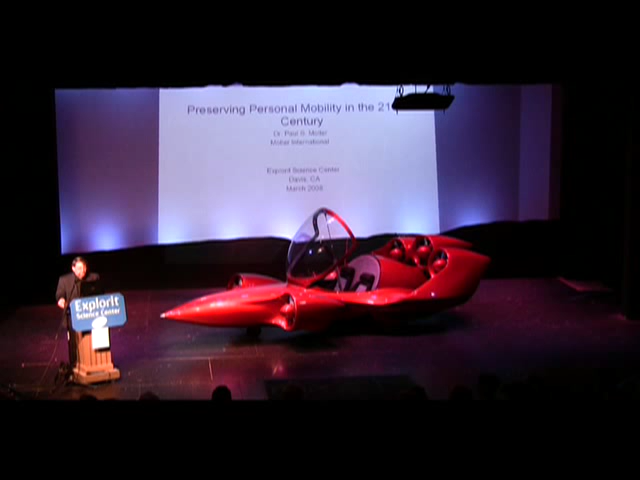 Preserving Personal Mobility in the 21
Century
Dr. Paul S. Moller
Moller International
Explorit Science Center
Davis, CA
March 2008
Explorit
Science Center